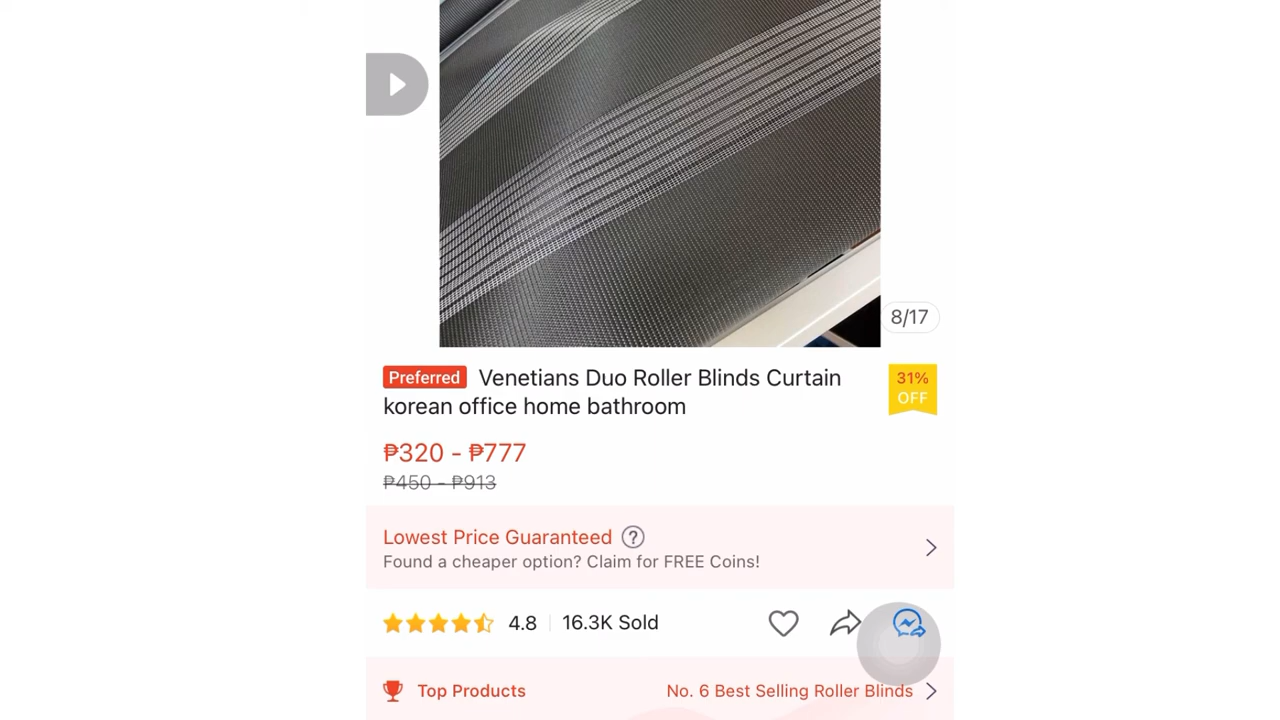 8/17
Preferred Venetians Duo Roller Blinds Curtain
korean office home bathroom
31%
OFF
₱320 - ₱777
₱450 - ₱913
Lowest Price Guaranteed ?
Found a cheaper option? Claim for FREE Coins!
4.8 16.3K Sold
Top Products No. 6 Best Selling Roller Blinds